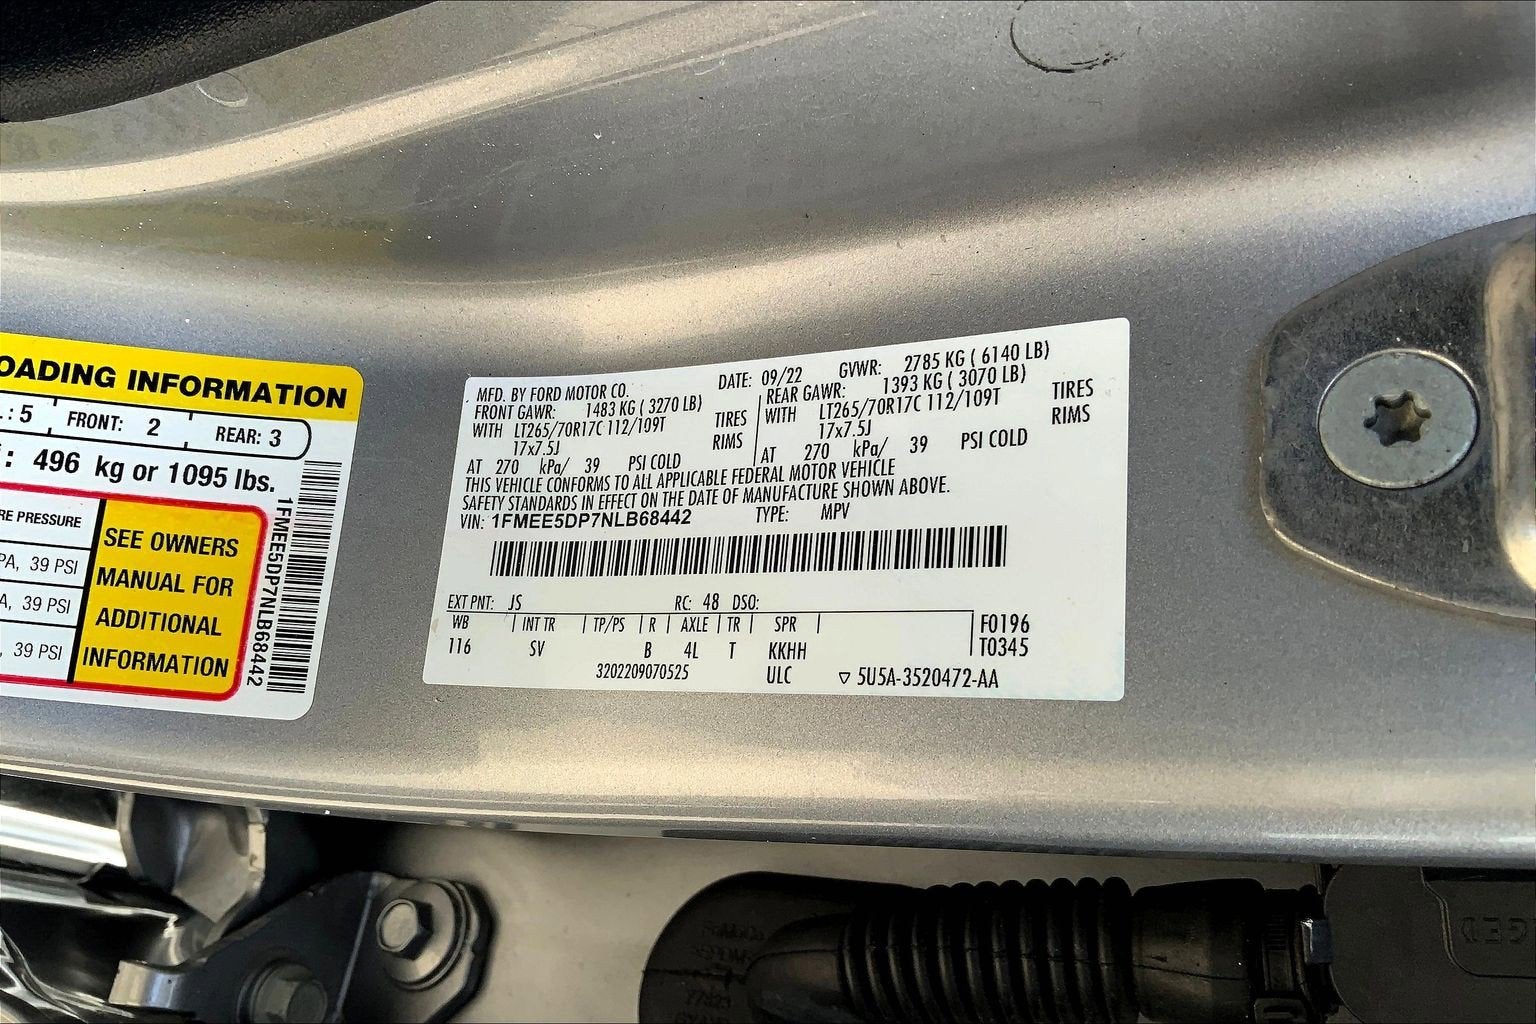 OADING INFORMATION
: 5 FRONT: 2 REAR: 3
: 496 kg or 1095 lbs.
RE PRESSURE
PA, 39 PSI
A, 39 PSI
, 39 PSI
SEE OWNERS
MANUAL FOR
ADDITIONAL
INFORMATION
1FMEE5DP7NLB68442
MFD. BY FORD MOTOR CO. DATE: 09/22 GVWR: 2785 KG ( 6140 LB)
FRONT GAWR: 1483 KG ( 3270 LB) REAR GAWR: 1393 KG ( 3070 LB)
WITH LT265/70R17C 112/109T TIRES WITH LT265/70R17C 112/109T TIRES
17x7.5J RIMS 17x7.5J RIMS
AT 270 kPa/ 39 PSI COLD AT 270 kPa/ 39 PSI COLD
THIS VEHICLE CONFORMS TO ALL APPLICABLE FEDERAL MOTOR VEHICLE
SAFETY STANDARDS IN EFFECT ON THE DATE OF MANUFACTURE SHOWN ABOVE.
VIN: 1FMEE5DP7NLB68442 TYPE: MPV
EXT PNT: JS RC: 48 DSO:
WB INT TR TP/PS R AXLE TR SPR F0196
116 SV B 4L T KKHH T0345
3202209070525 ULC ▽ 5U5A-3520472-AA